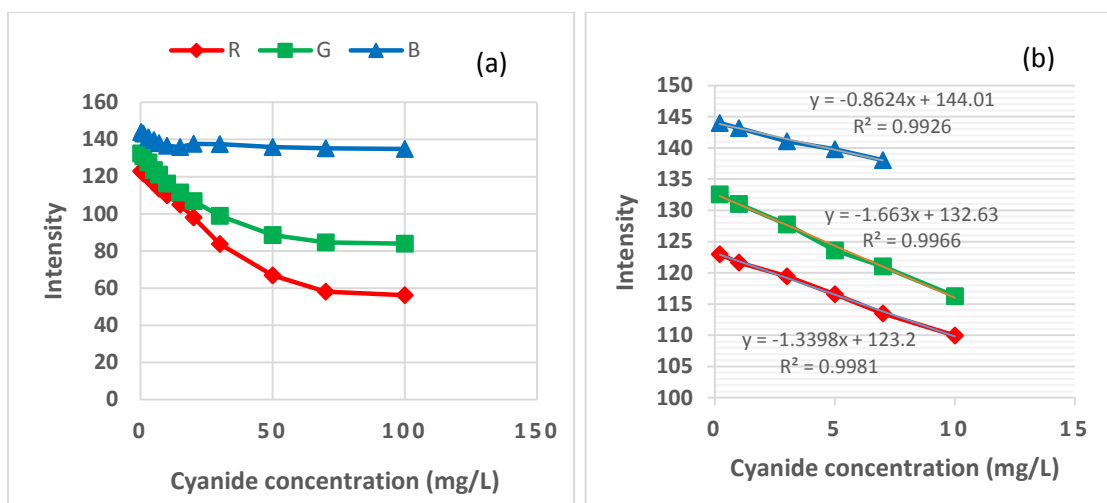 R G B
(a)
160
140
120
100
80
60
40
20
0
0 50 100 150
Intensity
Cyanide concentration (mg/L)
(b)
150
145
140
135
130
125
120
115
110
105
100
0 5 10 15
Intensity
Cyanide concentration (mg/L)
y = -0.8624x + 144.01
R² = 0.9926
y = -1.663x + 132.63
R² = 0.9966
y = -1.3398x + 123.2
R² = 0.9981